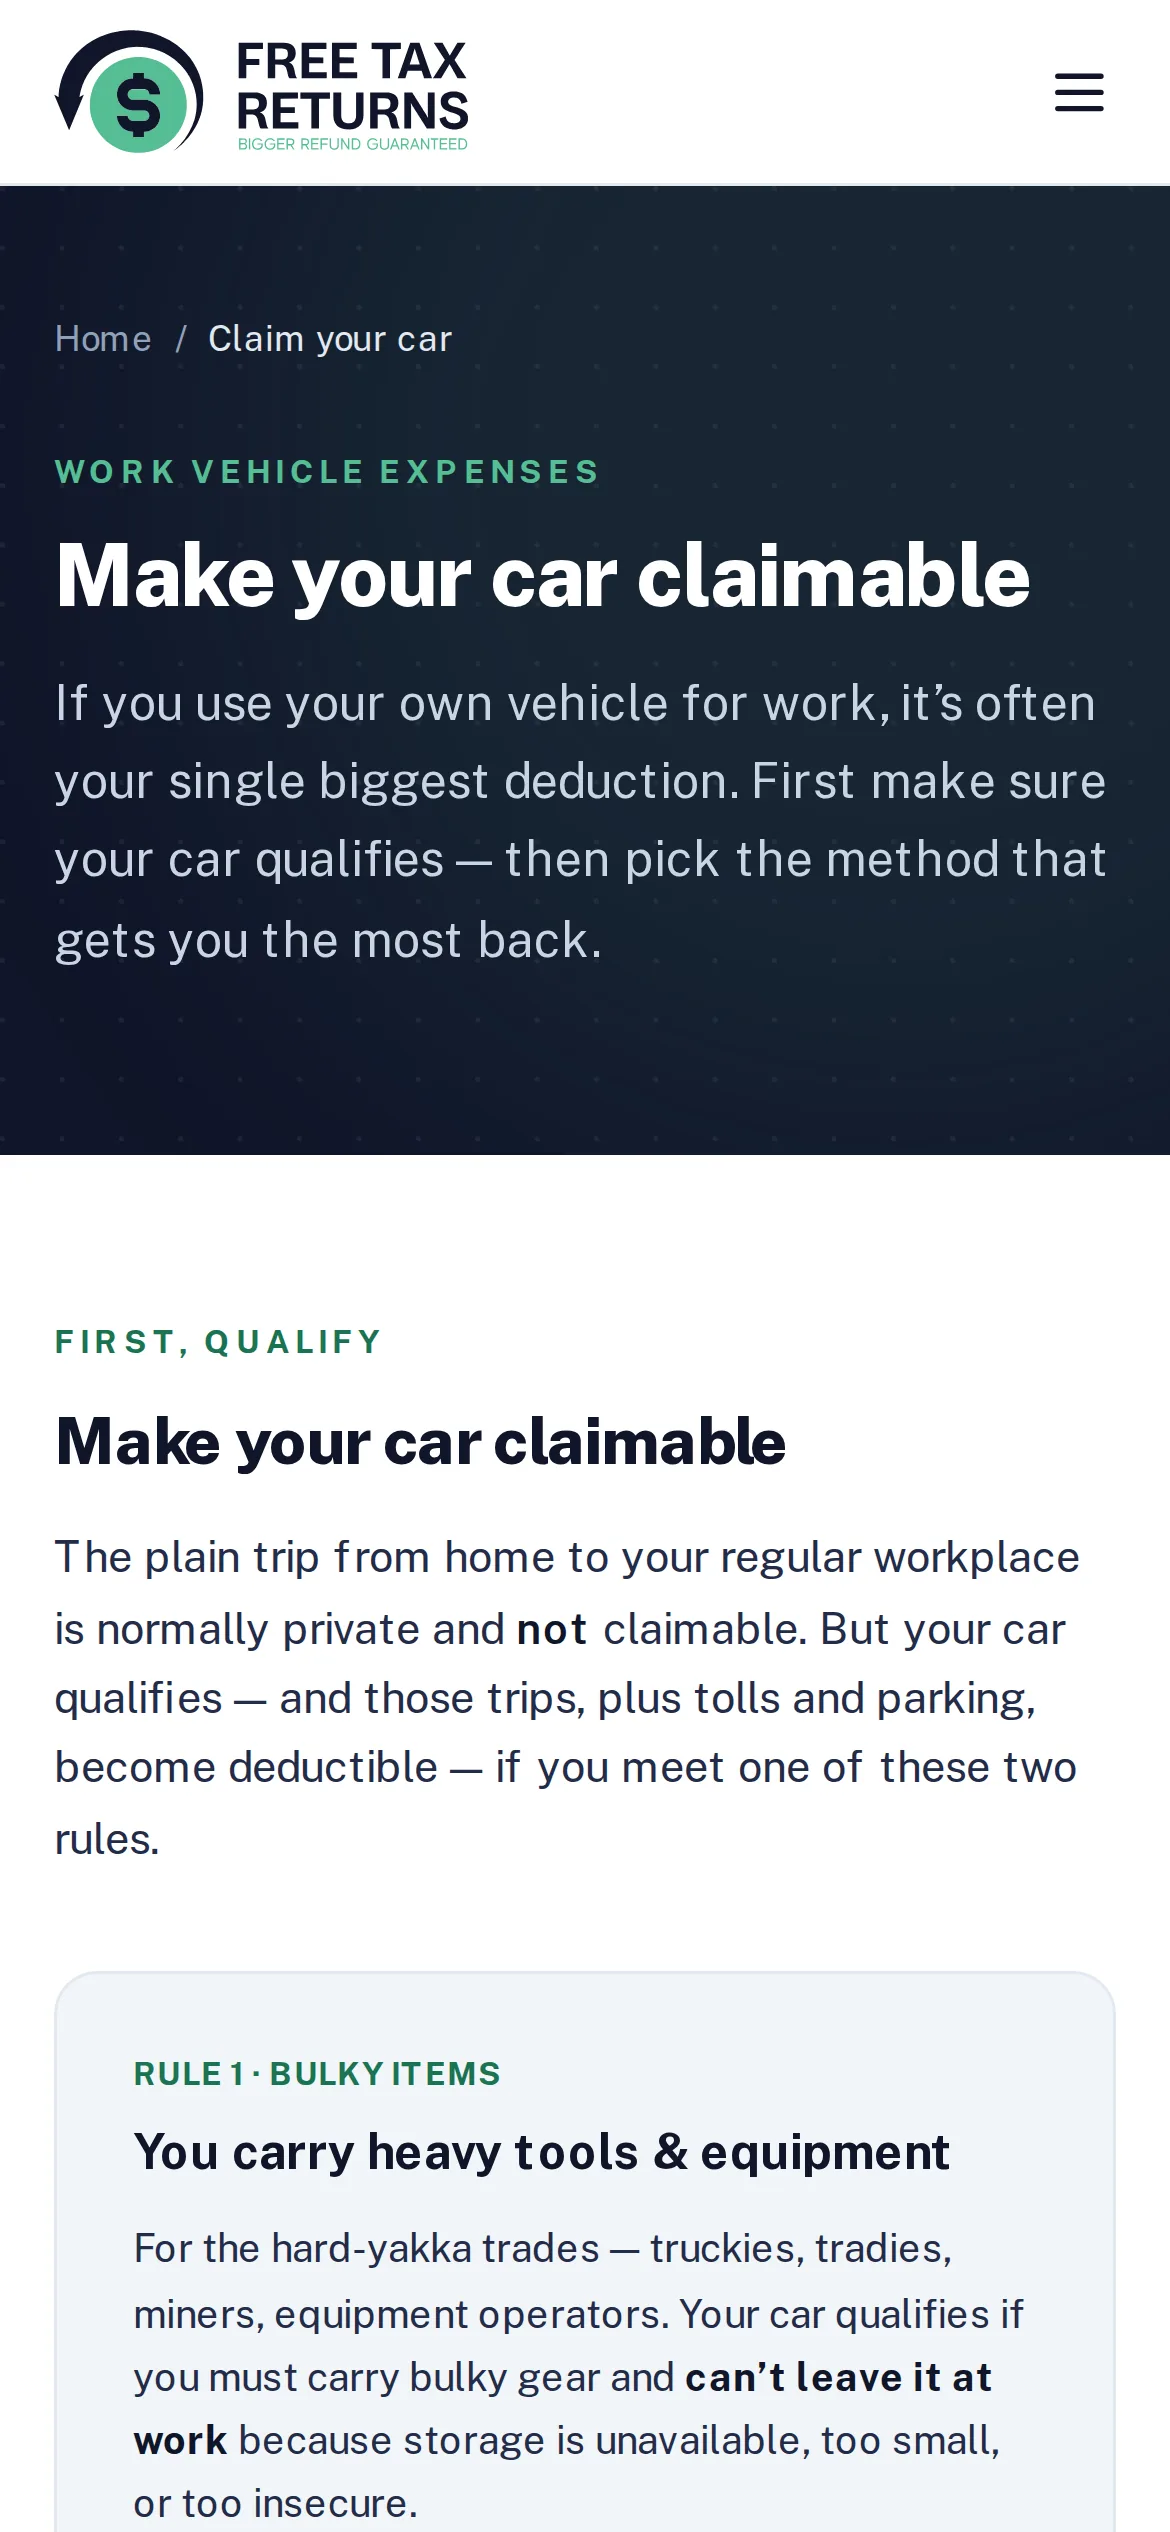 FREE TAX
RETURNS
BIGGER REFUND GUARANTEED
Home / Claim your car
WORK VEHICLE EXPENSES
Make your car claimable
If you use your own vehicle for work, it’s often
your single biggest deduction. First make sure
your car qualifies — then pick the method that
gets you the most back.
FIRST, QUALIFY
Make your car claimable
The plain trip from home to your regular workplace
is normally private and not claimable. But your car
qualifies — and those trips, plus tolls and parking,
become deductible — if you meet one of these two
rules.
RULE 1 · BULKY ITEMS
You carry heavy tools & equipment
For the hard-yakka trades — truckies, tradies,
miners, equipment operators. Your car qualifies if
you must carry bulky gear and can’t leave it at
work because storage is unavailable, too small,
or too insecure.